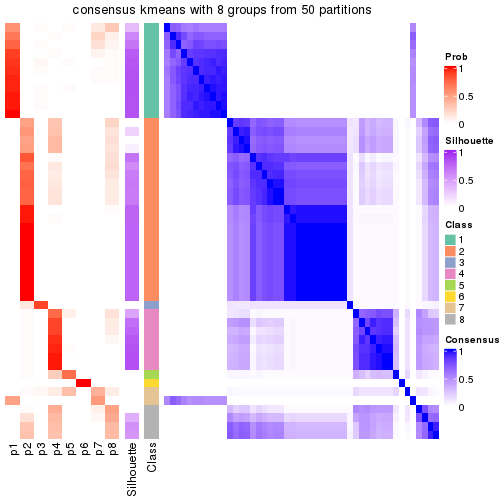 consensus kmeans with 8 groups from 50 partitions
Prob
1
0.5
0
Silhouette
1
0.5
0
Class
1
2
3
4
5
6
7
8
Consensus
1
0.5
0
p1
p2
p3
p4
p5
p6
p7
p8
Silhouette
Class